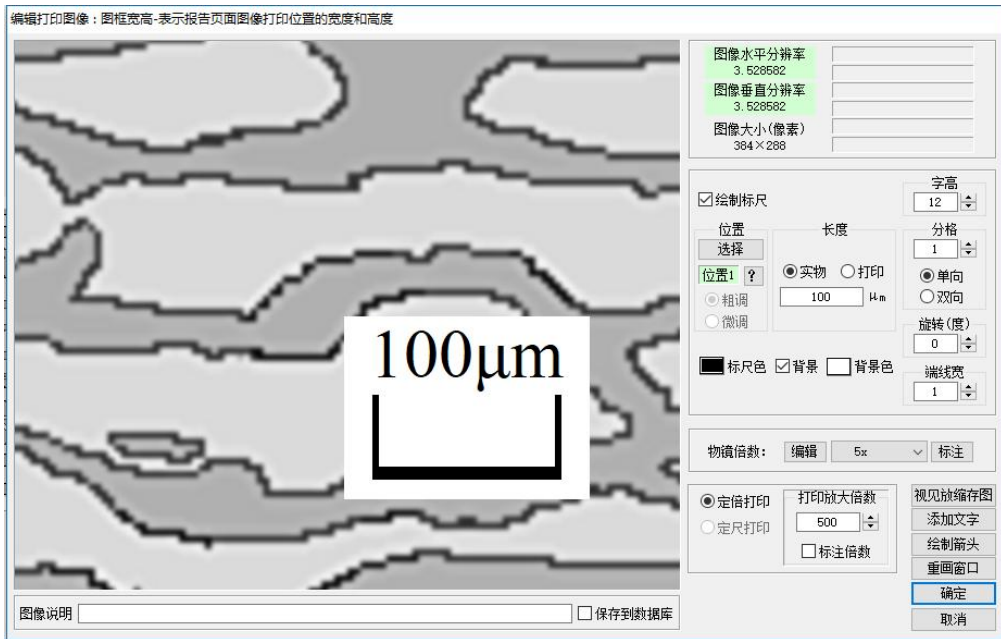 编辑打印图像：图框宽高-表示报告页面图像打印位置的宽度和高度
100μm
图像说明
保存到数据库
图像水平分辨率
3.528582
图像垂直分辨率
3.528582
图像大小(像素)
384×288
绘制标尺
字高
12
位置
选择
位置1 ?
粗调
微调
长度
实物 打印
100 μm
分格
1
单向
双向
旋转(度)
0
标尺色 背景 背景色
端线宽
1
物镜倍数： 编辑 5x 标注
定倍打印
定尺打印
打印放大倍数
500
标注倍数
视见放缩存图
添加文字
绘制箭头
重画窗口
确定
取消